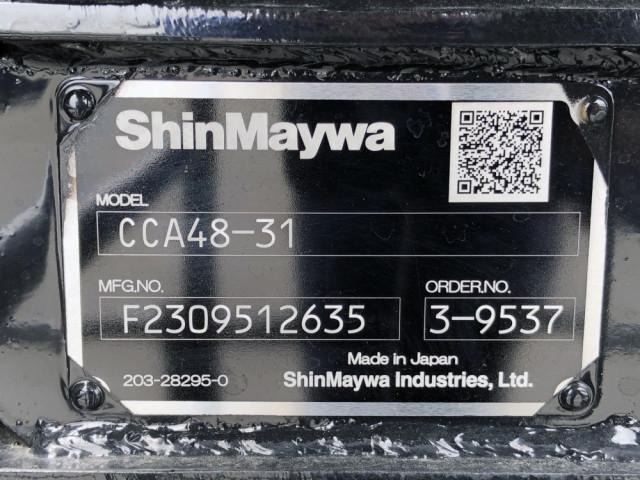 ShinMaywa
MODEL
CCA48-31
MFG.NO. ORDER.NO.
F2309512635 3-9537
Made in Japan
203-28295-0 ShinMaywa Industries, Ltd.